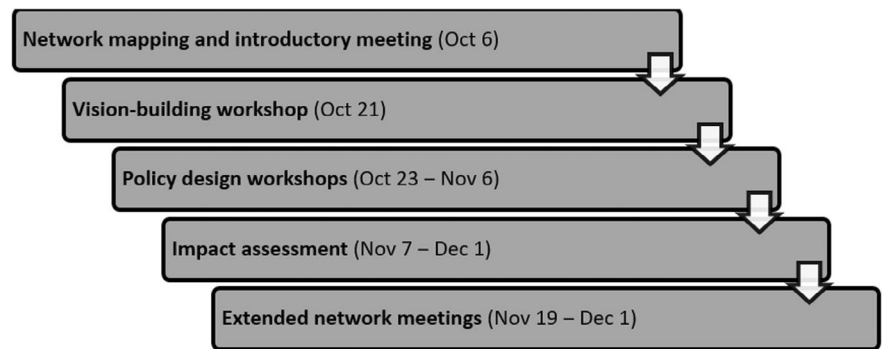 Network mapping and introductory meeting (Oct 6)
Vision-building workshop (Oct 21)
Policy design workshops (Oct 23 – Nov 6)
Impact assessment (Nov 7 – Dec 1)
Extended network meetings (Nov 19 – Dec 1)